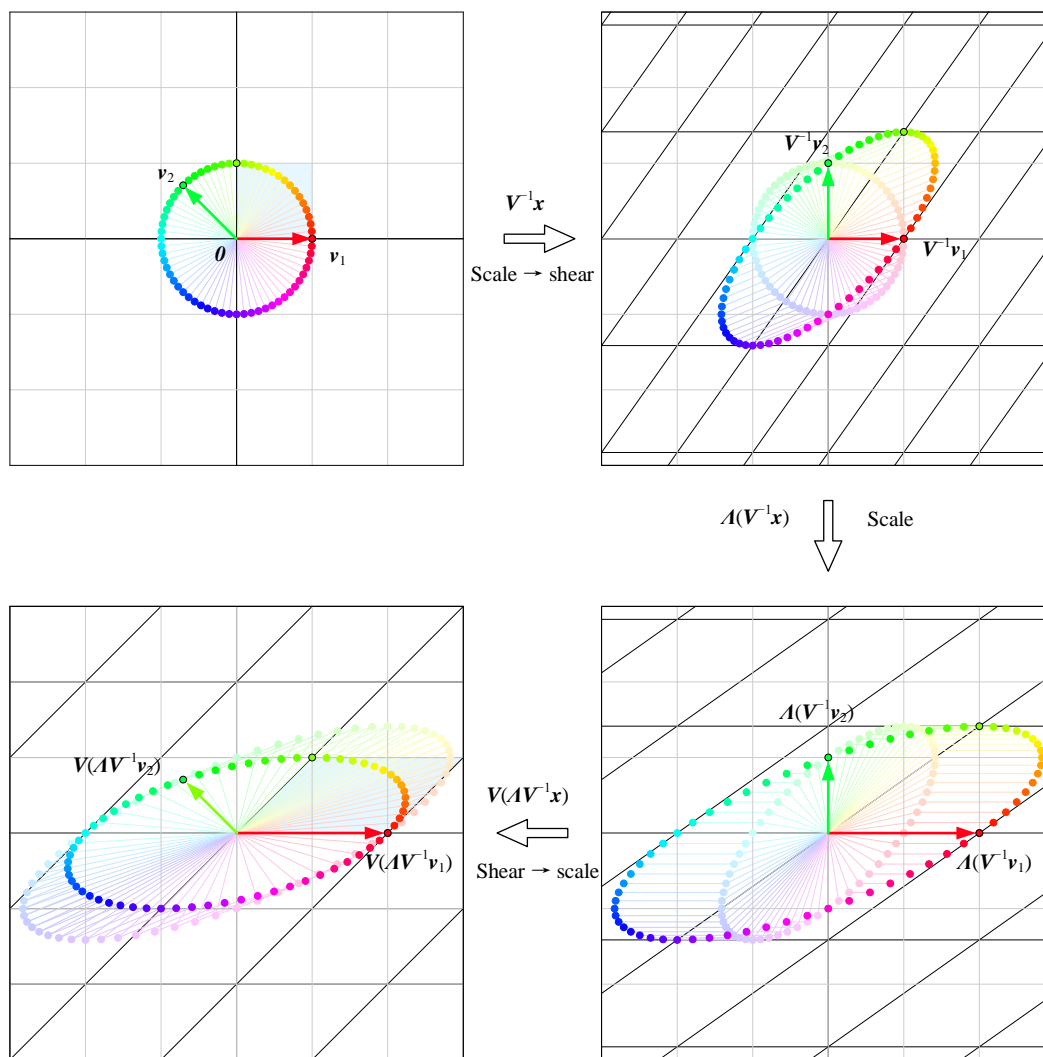 v₂
0
v₁
V⁻¹x
Scale → shear
V⁻¹v₂
V⁻¹v₁
Λ(V⁻¹x)
Scale
V(ΛV⁻¹v₂)
V(ΛV⁻¹v₁)
V(ΛV⁻¹x)
Shear → scale
Λ(V⁻¹v₂)
Λ(V⁻¹v₁)